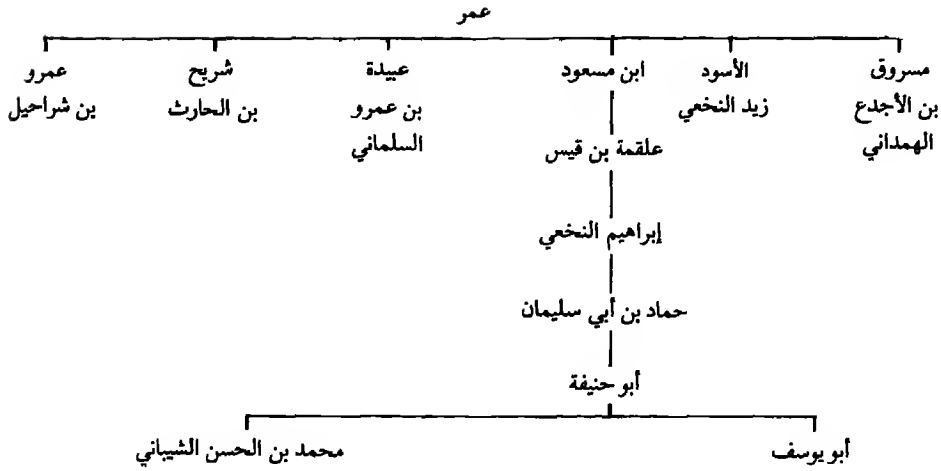 عمر
مسروق الأسود ابن مسعود عبيدة شريح عمرو
بن الأجدع زيد النخعي بن عمرو بن الحارث بن شراحيل
الهمداني السلماني
علقمة بن قيس
إبراهيم النخعي
حماد بن أبي سليمان
أبو حنيفة
أبو يوسف محمد بن الحسن الشيباني